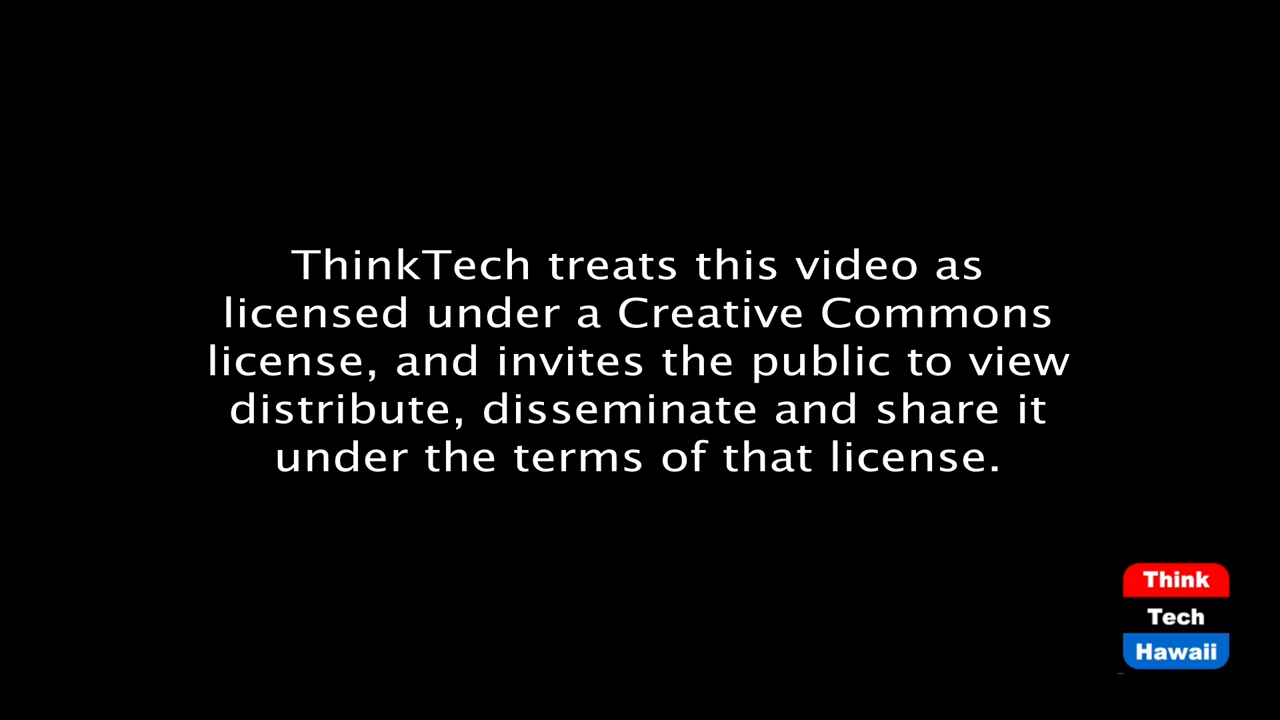 ThinkTech treats this video as
licensed under a Creative Commons
license, and invites the public to view
distribute, disseminate and share it
under the terms of that license.
Think
Tech
Hawaii